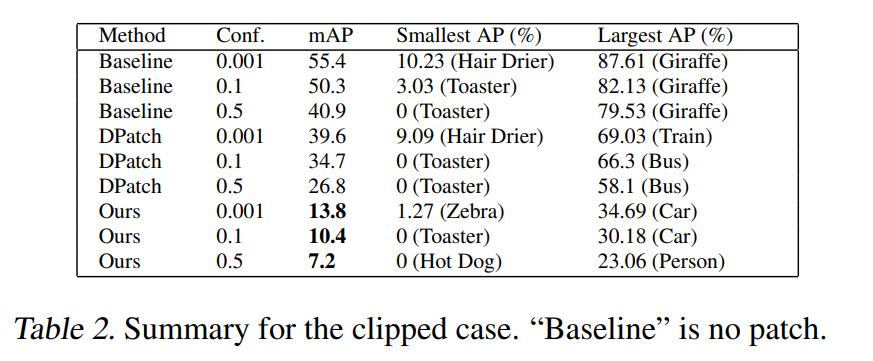 Method Conf. mAP Smallest AP (%) Largest AP (%)
Baseline 0.001 55.4 10.23 (Hair Drier) 87.61 (Giraffe)
Baseline 0.1 50.3 3.03 (Toaster) 82.13 (Giraffe)
Baseline 0.5 40.9 0 (Toaster) 79.53 (Giraffe)
DPatch 0.001 39.6 9.09 (Hair Drier) 69.03 (Train)
DPatch 0.1 34.7 0 (Toaster) 66.3 (Bus)
DPatch 0.5 26.8 0 (Toaster) 58.1 (Bus)
Ours 0.001 13.8 1.27 (Zebra) 34.69 (Car)
Ours 0.1 10.4 0 (Toaster) 30.18 (Car)
Ours 0.5 7.2 0 (Hot Dog) 23.06 (Person)
Table 2. Summary for the clipped case. “Baseline” is no patch.